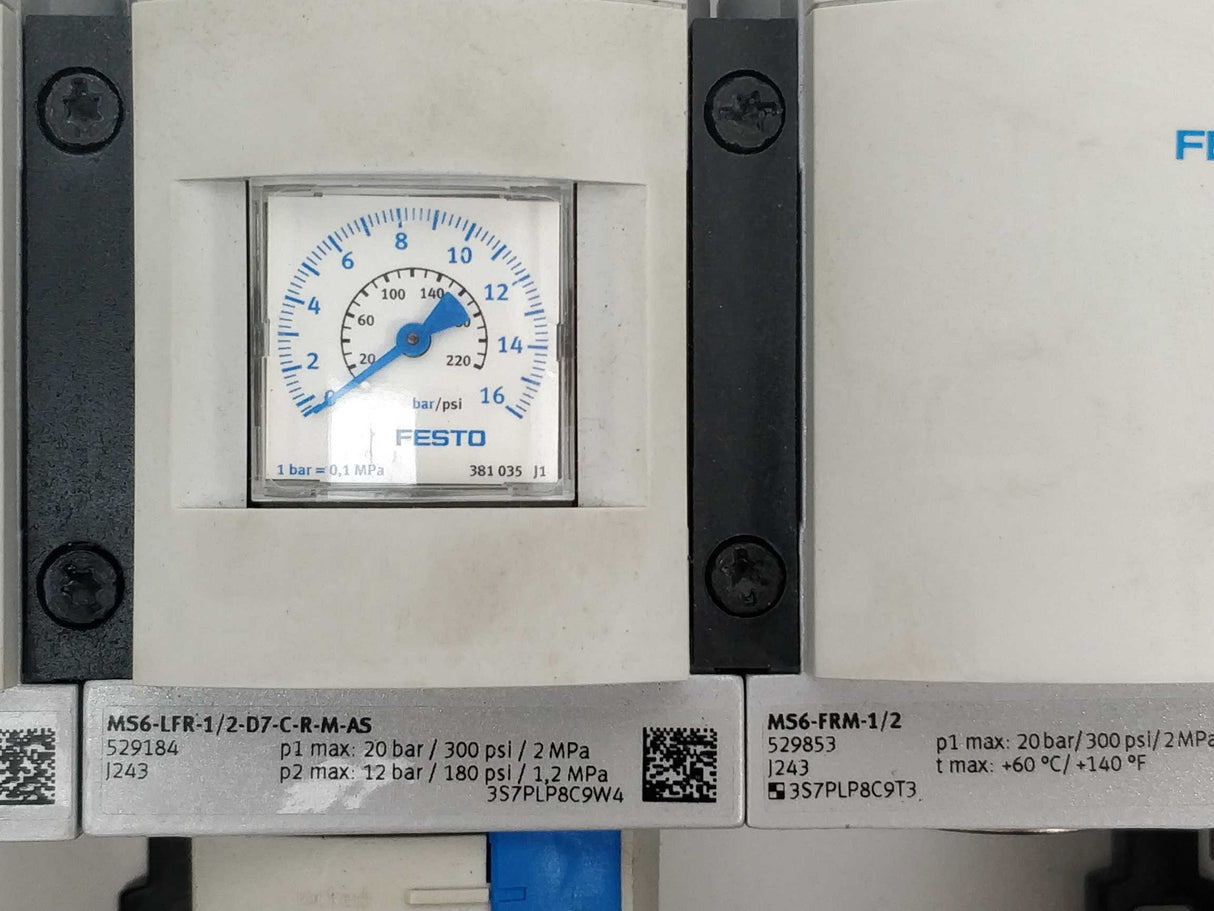 8
6 10
100 140
4 12
60
14
2 20 220
0 16
bar/psi
FESTO
1 bar = 0,1 MPa 381 035 J1
MS6-LFR-1/2-D7-C-R-M-AS
529184 p1 max: 20 bar / 300 psi / 2 MPa
J243 p2 max: 12 bar / 180 psi / 1,2 MPa
3S7PLP8C9W4
MS6-FRM-1/2
529853 p1 max: 20 bar/ 300 psi/ 2 MPa
J243 t max: +60 °C/ +140 °F
3S7PLP8C9T3